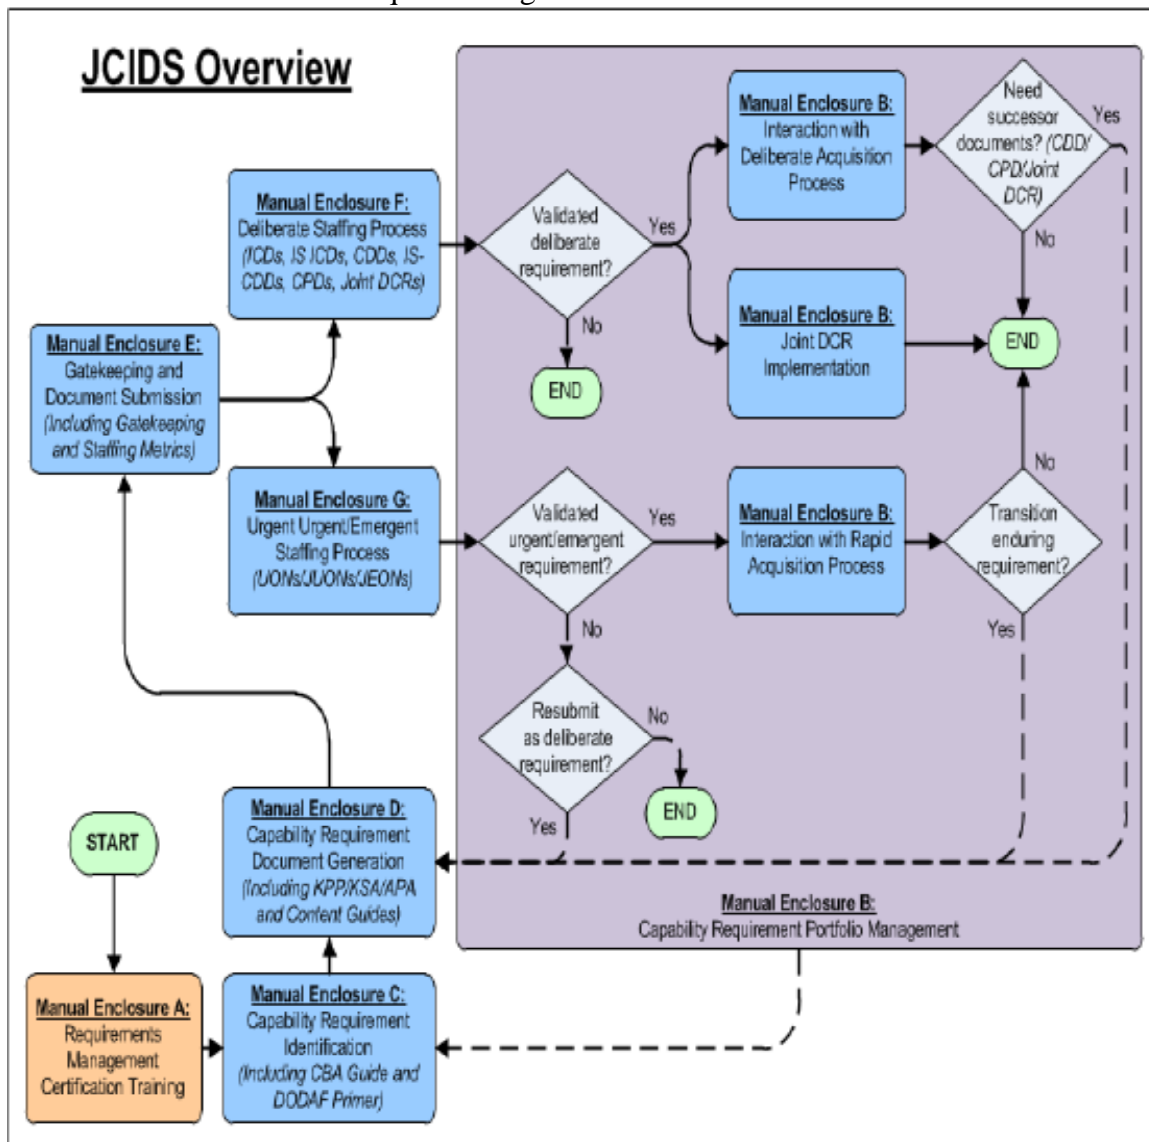 JCIDS Overview
Manual Enclosure B:
Interaction with
Deliberate Acquisition
Process
Need
successor
documents? (CDD/
CPD/Joint
DCR)
Yes
No
Manual Enclosure F:
Deliberate Staffing Process
(ICDs, IS ICDs, CDDs, IS-
CDDs, CPDs, Joint DCRs)
Validated
deliberate
requirement?
Yes
No
END
Manual Enclosure B:
Joint DCR
Implementation
END
Manual Enclosure E:
Gatekeeping and
Document Submission
(Including Gatekeeping
and Staffing Metrics)
Manual Enclosure G:
Urgent Urgent/Emergent
Staffing Process
(UONs/JUONs/JEONs)
Validated
urgent/emergent
requirement?
Yes
No
Manual Enclosure B:
Interaction with Rapid
Acquisition Process
No
Transition
enduring
requirement?
Yes
Resubmit
as deliberate
requirement?
No
END
Yes
START
Manual Enclosure D:
Capability Requirement
Document Generation
(Including KPP/KSA/APA
and Content Guides)
Manual Enclosure B:
Capability Requirement Portfolio Management
Manual Enclosure A:
Requirements
Management
Certification Training
Manual Enclosure C:
Capability Requirement
Identification
(Including CBA Guide and
DODAF Primer)